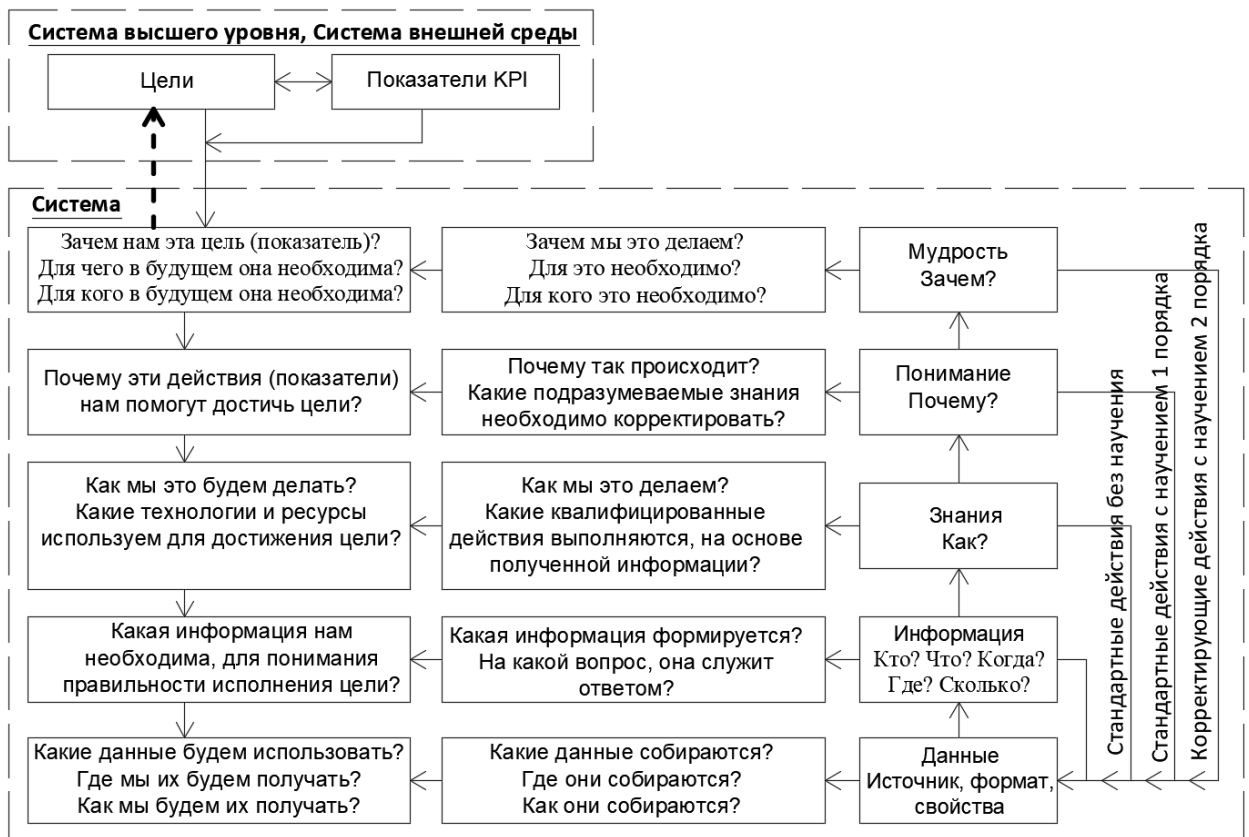 Система высшего уровня, Система внешней среды
Цели
Показатели KPI
Система
Зачем нам эта цель (показатель)?
Для чего в будущем она необходима?
Для кого в будущем она необходима?
Зачем мы это делаем?
Для это необходимо?
Для кого это необходимо?
Мудрость
Зачем?
Почему эти действия (показатели)
нам помогут достичь цели?
Почему так происходит?
Какие подразумеваемые знания
необходимо корректировать?
Понимание
Почему?
Как мы это будем делать?
Какие технологии и ресурсы
используем для достижения цели?
Как мы это делаем?
Какие квалифицированные
действия выполняются, на основе
полученной информации?
Знания
Как?
Какая информация нам
необходима, для понимания
правильности исполнения цели?
Какая информация формируется?
На какой вопрос, она служит
ответом?
Информация
Кто? Что? Когда?
Где? Сколько?
Какие данные будем использовать?
Где мы их будем получать?
Как мы будем их получать?
Какие данные собираются?
Где они собираются?
Как они собираются?
Данные
Источник, формат,
свойства
Стандартные действия без научения
Стандартные действия с научением 1 порядка
Корректирующие действия с научением 2 порядка